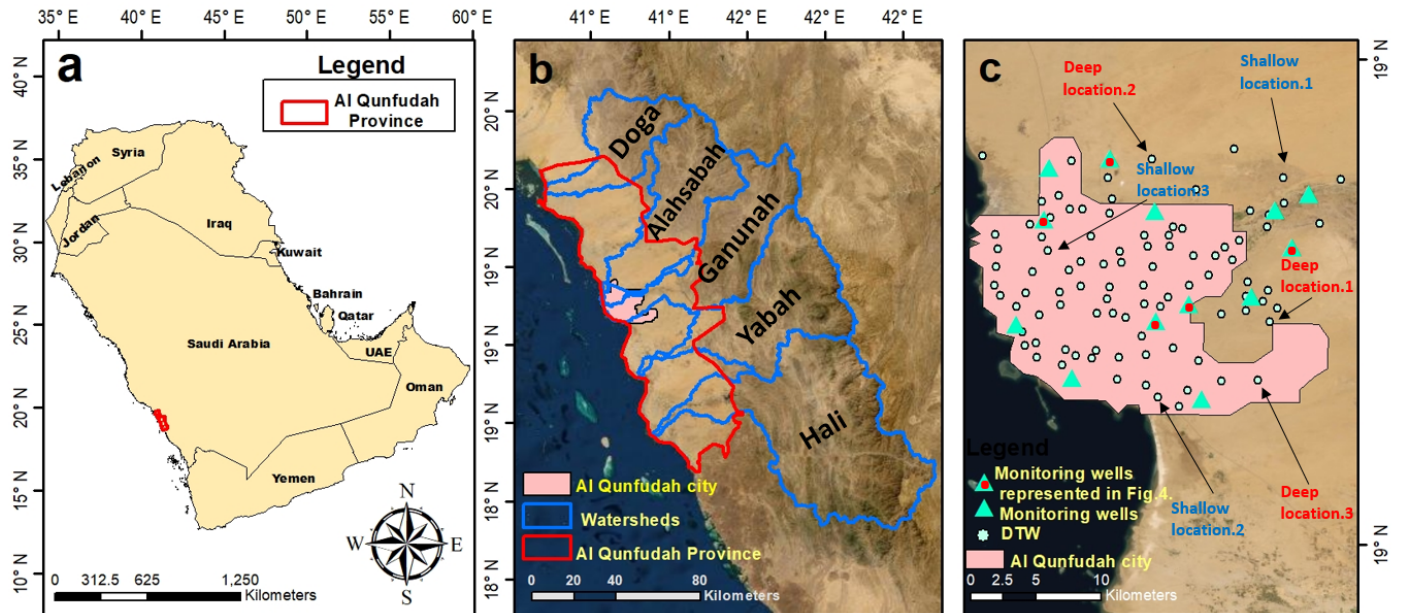 35° E 40° E 45° E 50° E 55° E 60° E
40° N
35° N
30° N
25° N
20° N
15° N
10° N
a
Legend
Al Qunfudah
Province
Syria
Lebanon
Jordan
Iraq
Kuwait
Bahrain
Qatar
Saudi Arabia
UAE
Oman
Yemen
N
W E
S
0 312.5 625 1,250
Kilometers
41° E 41° E 42° E 42° E
20° N
20° N
19° N
19° N
19° N
18° N
18° N
b
Doga
Alahsabah
Ganunah
Yabah
Hali
Al Qunfudah city
Watersheds
Al Qunfudah Province
0 20 40 80
Kilometers
19° N
19° N
c
Deep
location.2
Shallow
location.1
Shallow
location.3
Deep
location.1
Legend
Monitoring wells
represented in Fig.4.
Monitoring wells
DTW
Al Qunfudah city
Shallow
location.2
Deep
location.3
0 2.5 5 10
Kilometers